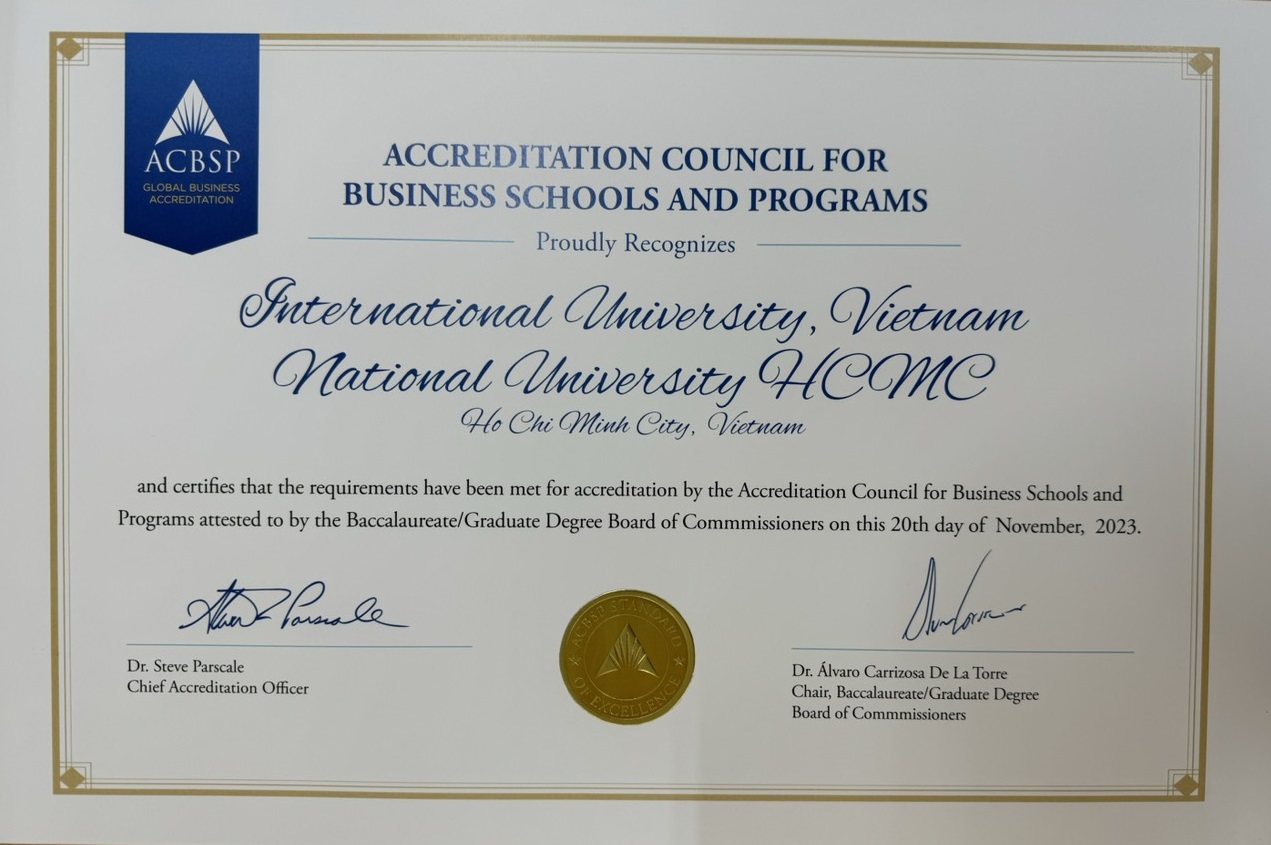 ACBSP
GLOBAL BUSINESS
ACCREDITATION
ACCREDITATION COUNCIL FOR
BUSINESS SCHOOLS AND PROGRAMS
Proudly Recognizes
International University, Vietnam
National University HCMC
Ho Chi Minh City, Vietnam
and certifies that the requirements have been met for accreditation by the Accreditation Council for Business Schools and
Programs attested to by the Baccalaureate/Graduate Degree Board of Commmissioners on this 20th day of November, 2023.
Steve Parscale
Dr. Steve Parscale
Chief Accreditation Officer
ACBSP STANDARD
OF EXCELLENCE
Dr. Álvaro Carrizosa De La Torre
Chair, Baccalaureate/Graduate Degree
Board of Commmissioners